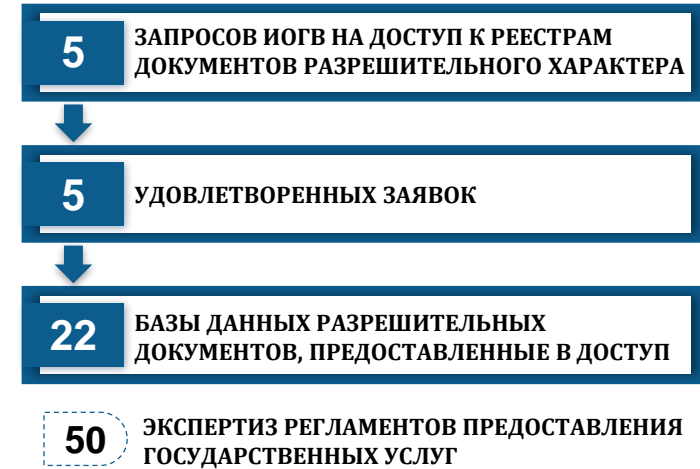 5
ЗАПРОСОВ ИОГВ НА ДОСТУП К РЕЕСТРАМ
ДОКУМЕНТОВ РАЗРЕШИТЕЛЬНОГО ХАРАКТЕРА
5
УДОВЛЕТВОРЕННЫХ ЗАЯВОК
22
БАЗЫ ДАННЫХ РАЗРЕШИТЕЛЬНЫХ
ДОКУМЕНТОВ, ПРЕДОСТАВЛЕННЫЕ В ДОСТУП
50
ЭКСПЕРТИЗ РЕГЛАМЕНТОВ ПРЕДОСТАВЛЕНИЯ
ГОСУДАРСТВЕННЫХ УСЛУГ